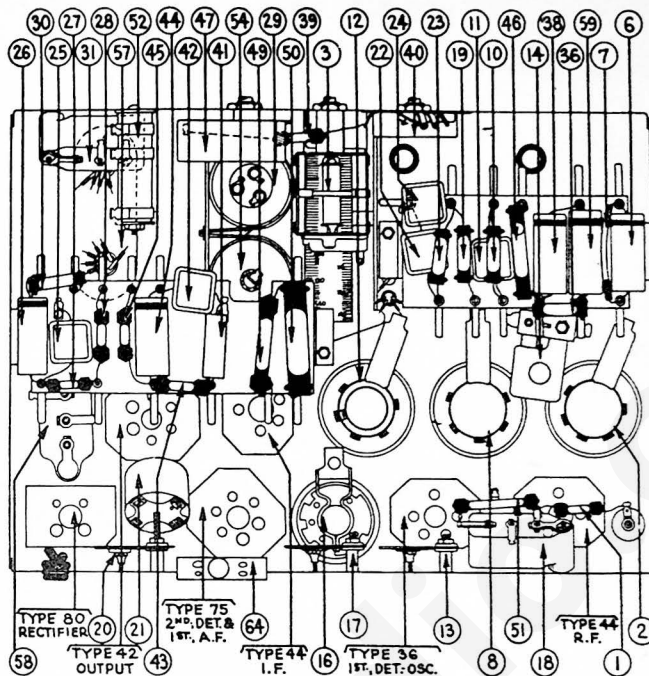 30 27 28 52 44 47 54 29 39 12 24 23 11 46 38 59 6
26 25 31 57 45 42 41 49 50 3 22 40 19 10 14 36 7
TYPE 80
RECTIFIER
TYPE 42
OUTPUT
TYPE 75
2ND. DET. &
1ST., A.F.
TYPE 44
I.F.
TYPE 36
1ST., DET.-OSC.
TYPE 44
R.F.
58 20 21 43 64 16 17 13 8 51 18 1 2